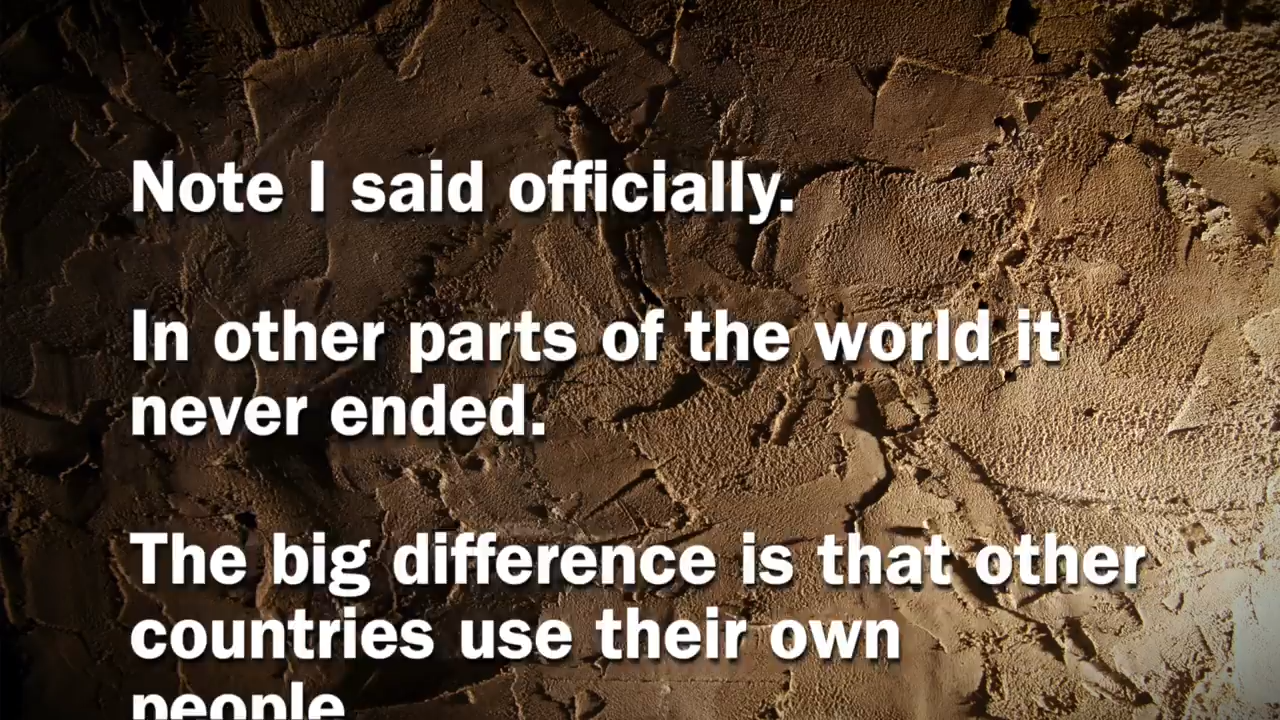 Note I said officially.
In other parts of the world it
never ended.
The big difference is that other
countries use their own
people